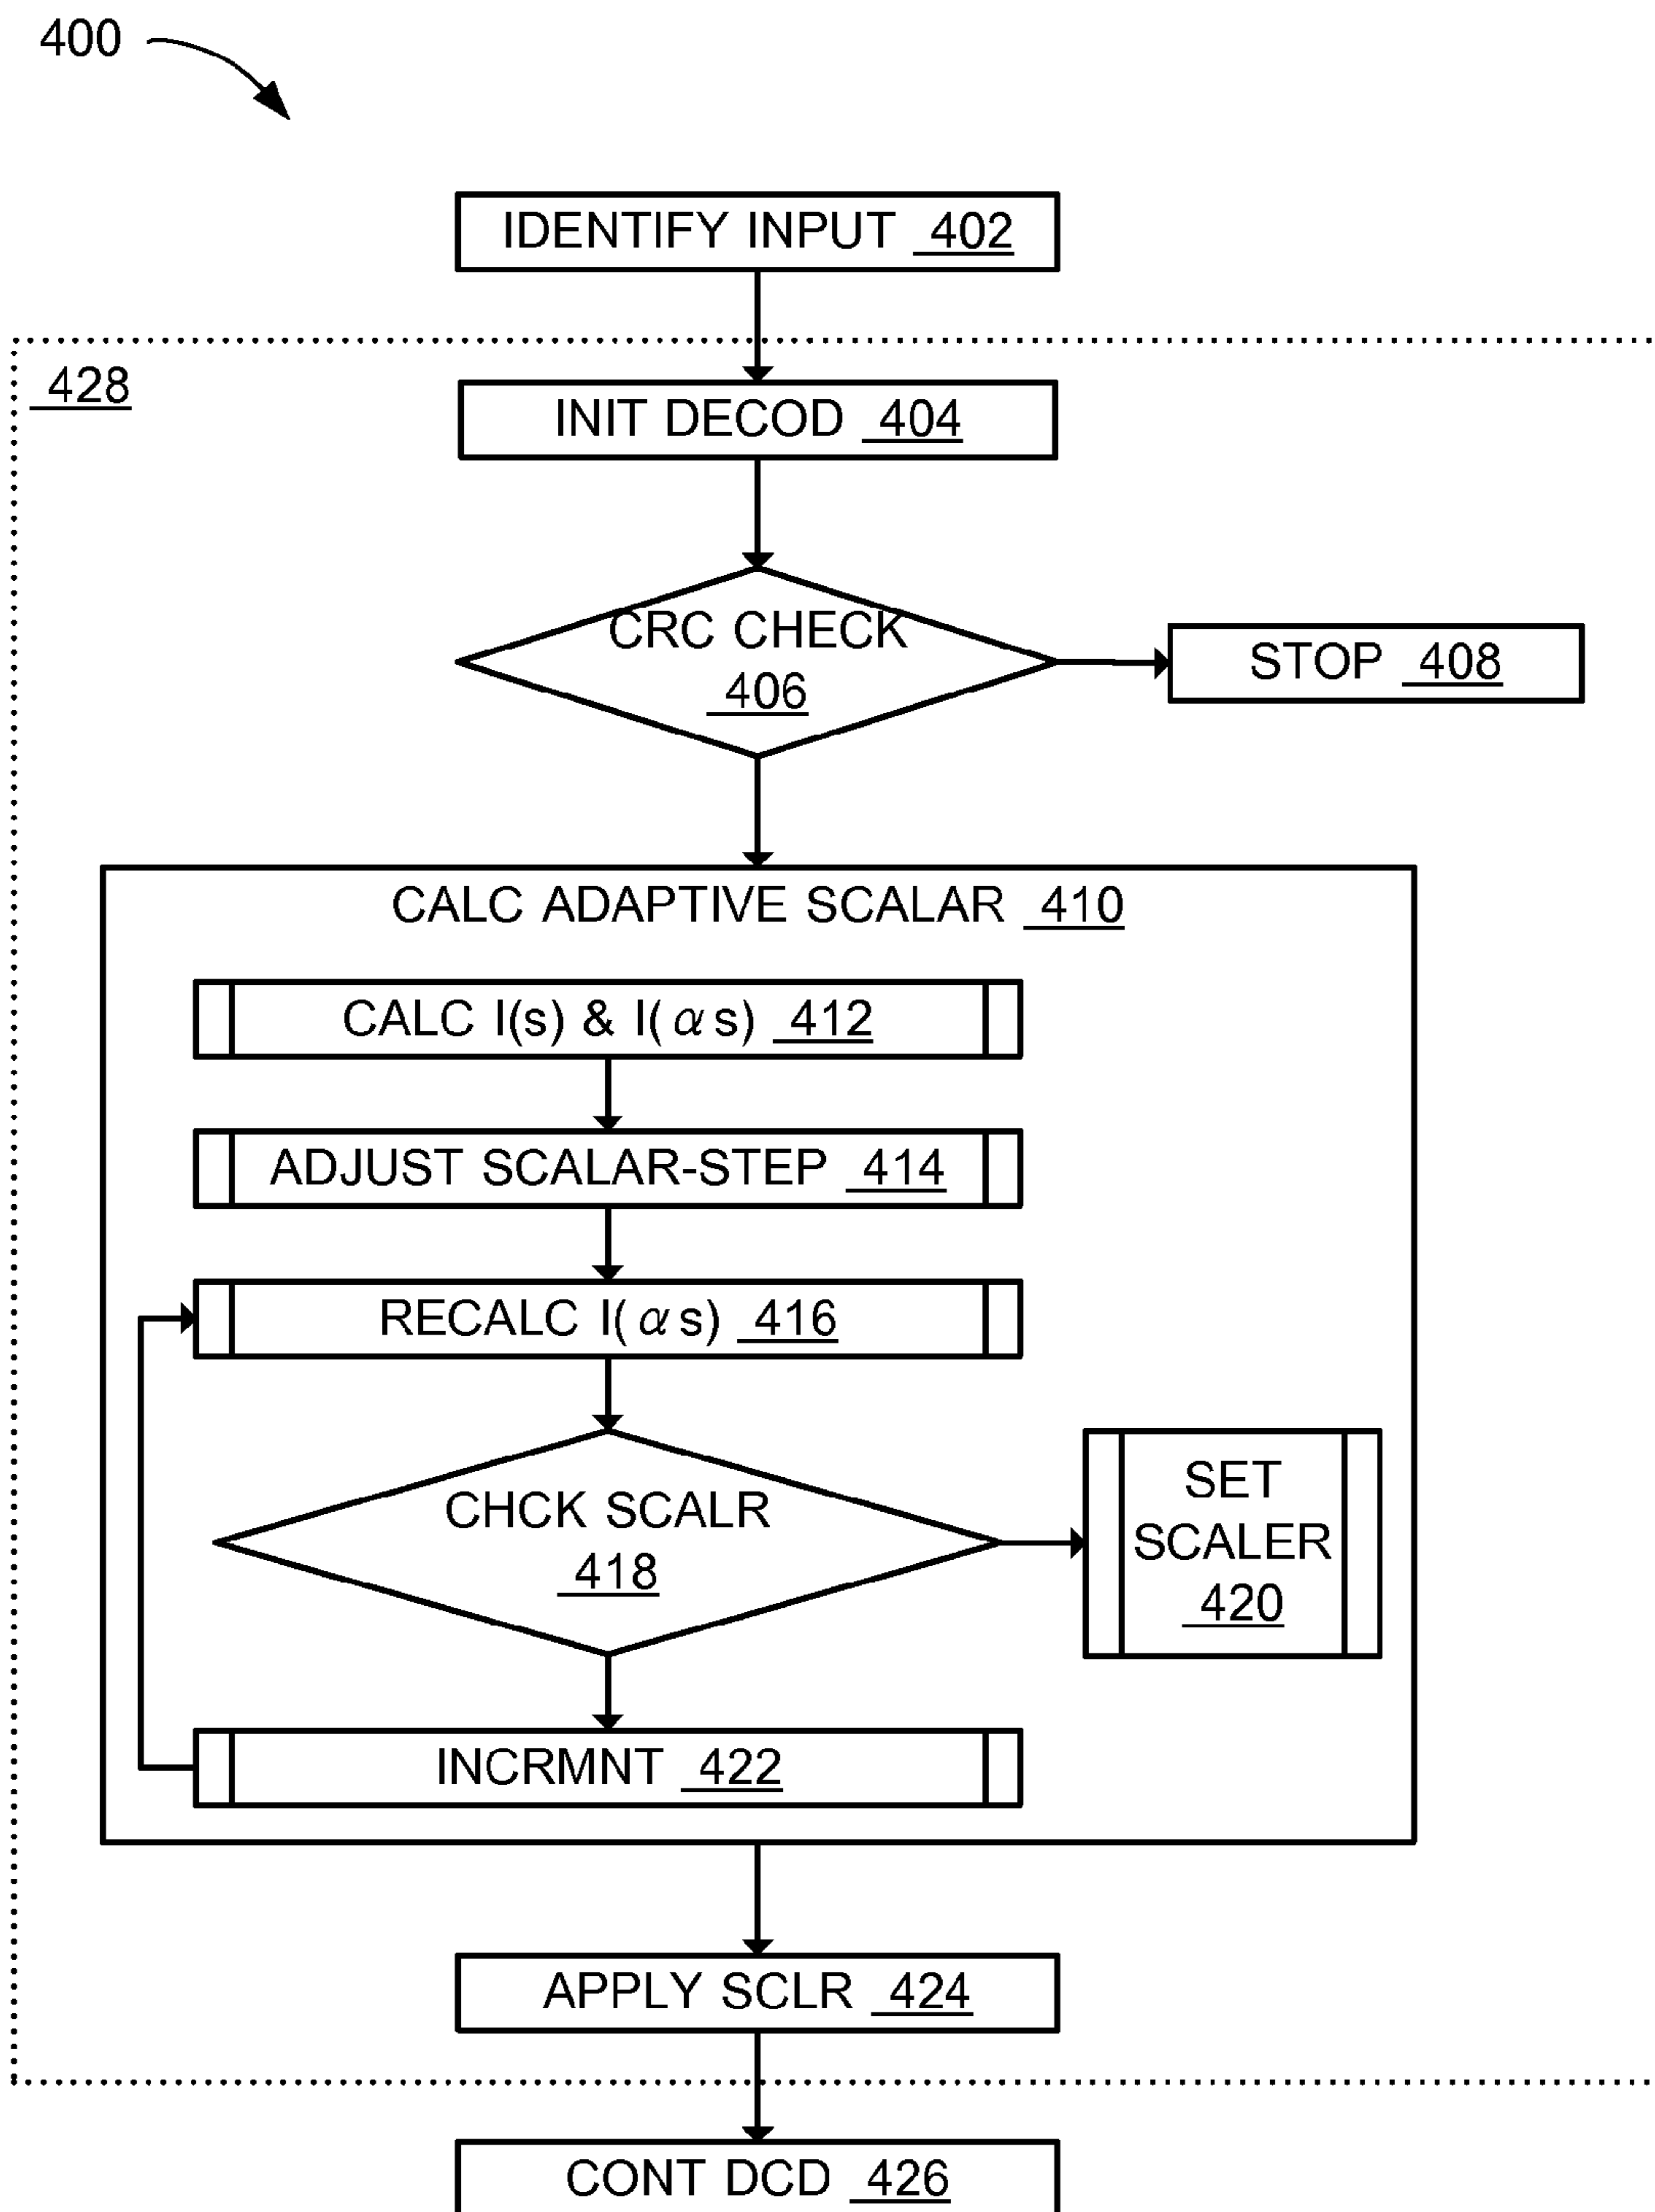 400
IDENTIFY INPUT 402
428
INIT DECOD 404
CRC CHECK
406
STOP 408
CALC ADAPTIVE SCALAR 410
CALC I(s) & I(αs) 412
ADJUST SCALAR-STEP 414
RECALC I(αs) 416
CHCK SCALR
418
SET
SCALER
420
INCRMNT 422
APPLY SCLR 424
CONT DCD 426